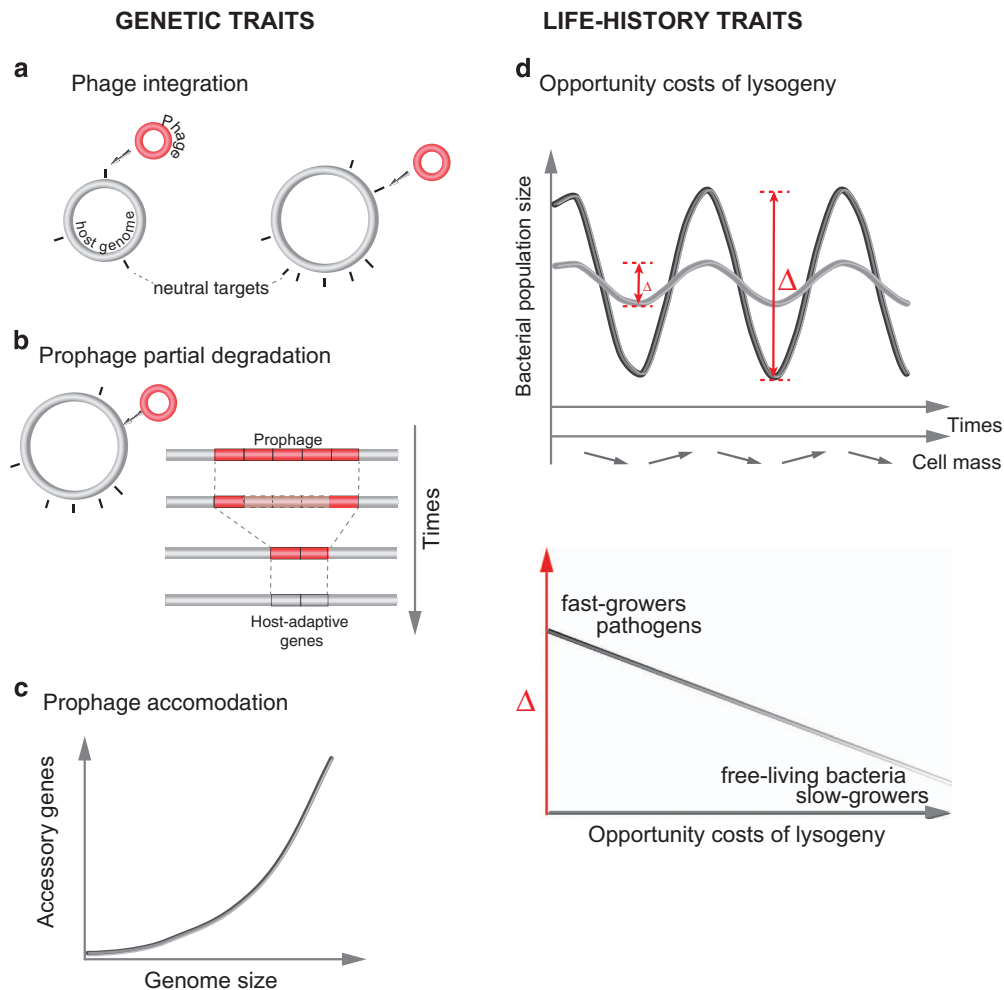 GENETIC TRAITS
a
Phage integration
Phage
host genome
neutral targets
b
Prophage partial degradation
Prophage
Times
Host-adaptive
genes
c
Prophage accomodation
Accessory genes
Genome size
LIFE-HISTORY TRAITS
d
Opportunity costs of lysogeny
Bacterial population size
Δ
Δ
Times
Cell mass
fast-growers
pathogens
Δ
free-living bacteria
slow-growers
Opportunity costs of lysogeny